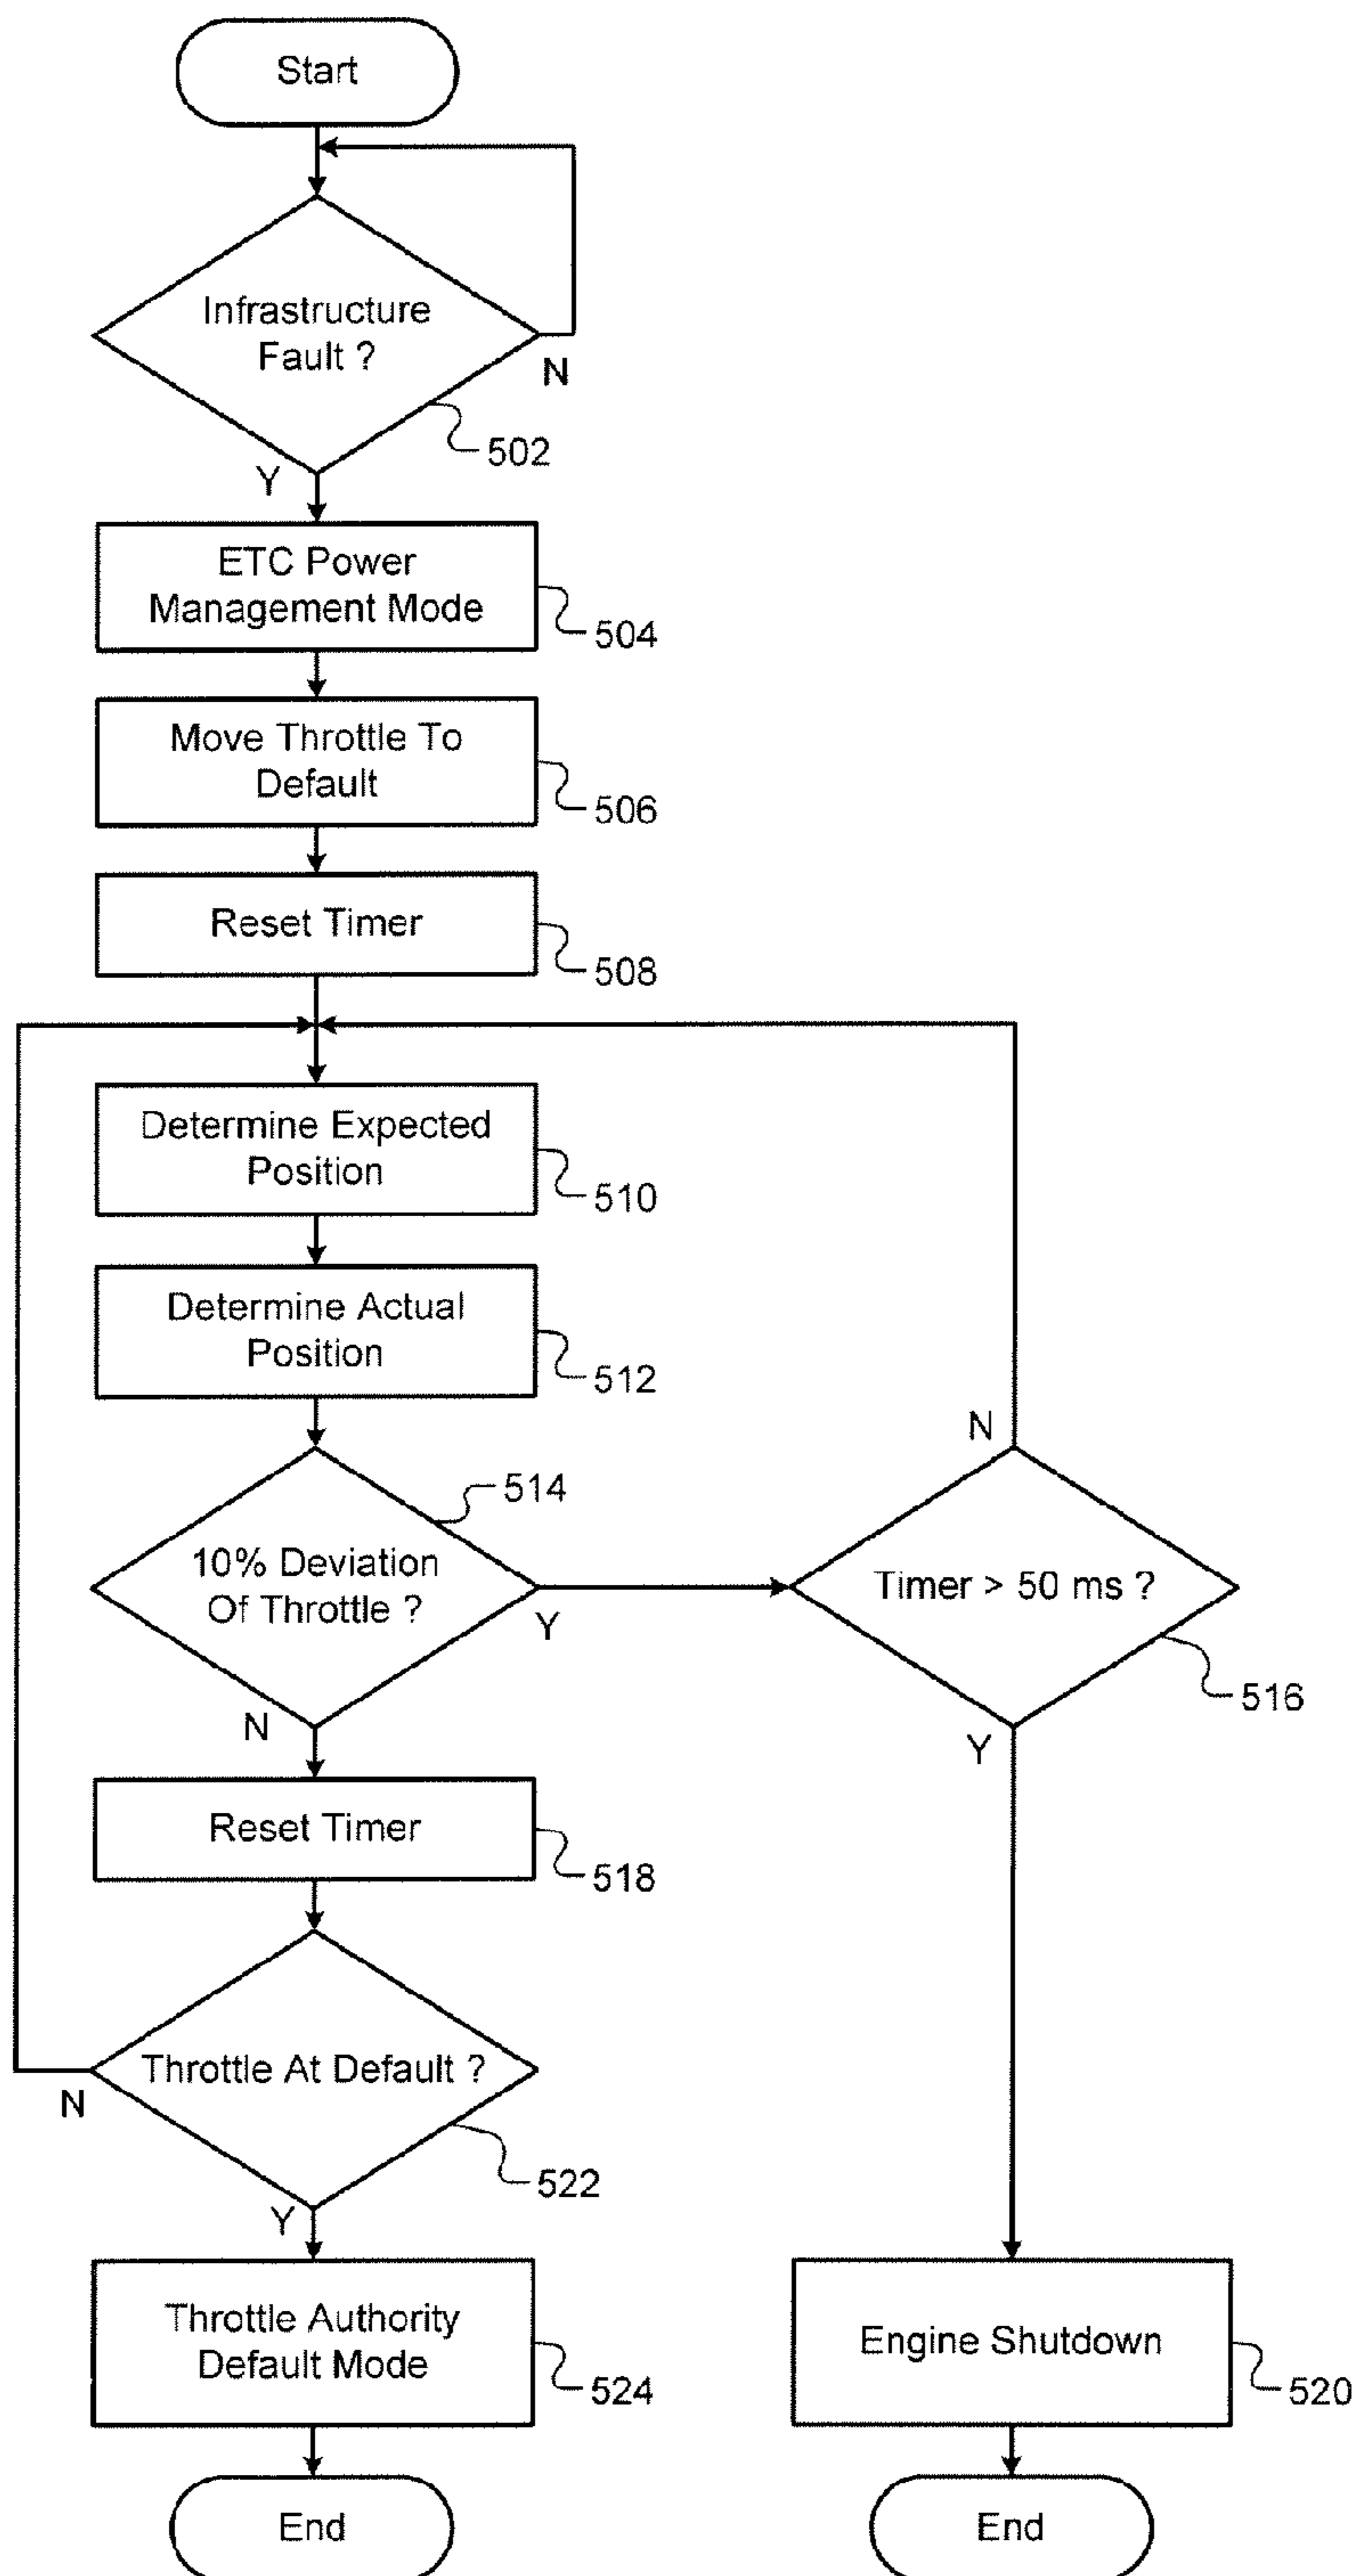 Start
Infrastructure
Fault ?
N
502
Y
ETC Power
Management Mode
504
Move Throttle To
Default
506
Reset Timer
508
Determine Expected
Position
510
Determine Actual
Position
512
514
10% Deviation
Of Throttle ?
Y
N
Timer > 50 ms ?
N
516
Y
Reset Timer
518
Throttle At Default ?
N
522
Y
Throttle Authority
Default Mode
524
Engine Shutdown
520
End
End